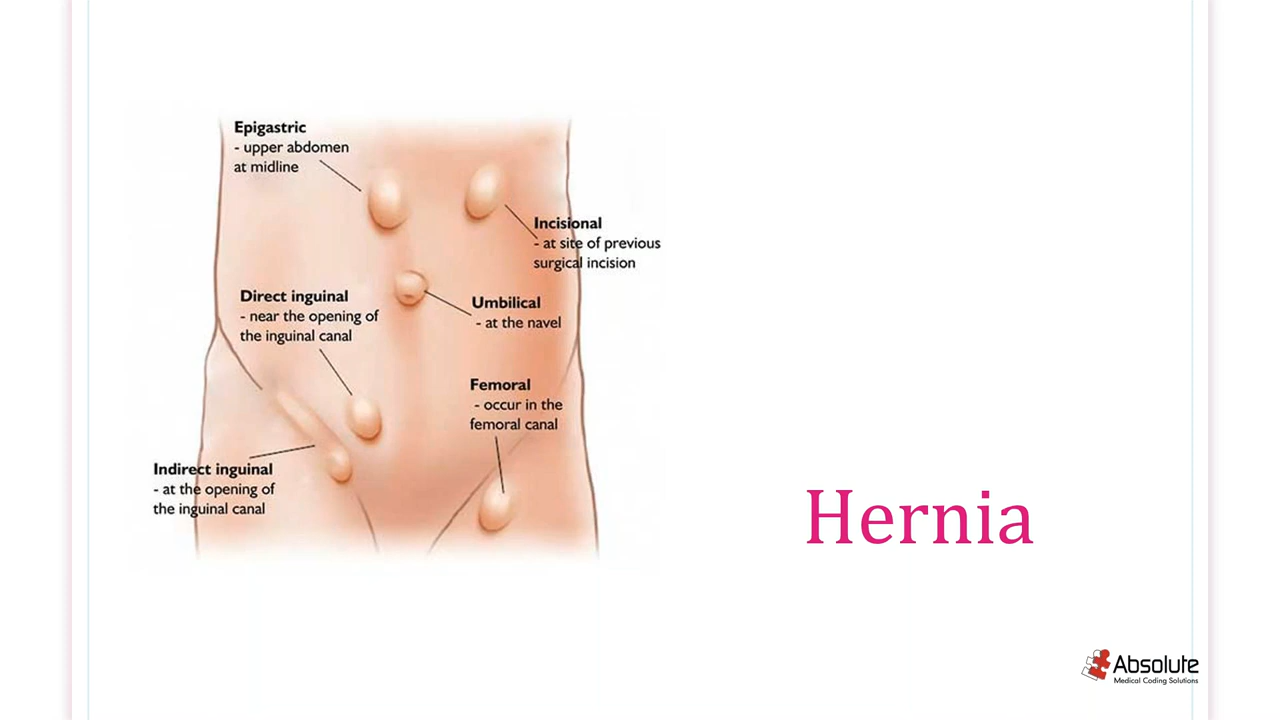 Epigastric
- upper abdomen
at midline
Incisional
- at site of previous
surgical incision
Direct inguinal
- near the opening of
the inguinal canal
Umbilical
- at the navel
Femoral
- occur in the
femoral canal
Indirect inguinal
- at the opening of
the inguinal canal
Hernia
Absolute
Medical Coding Solutions